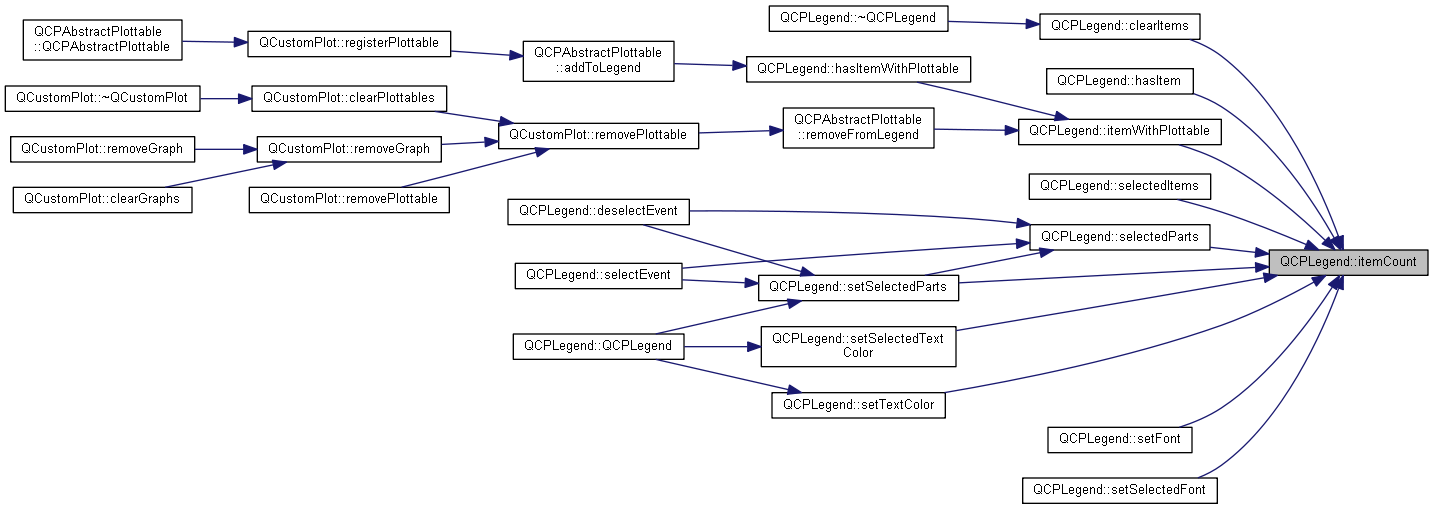 QCPAbstractPlottable
::QCPAbstractPlottable
QCustomPlot::registerPlottable
QCPAbstractPlottable
::addToLegend
QCPLegend::~QCPLegend
QCPLegend::clearItems
QCPLegend::hasItemWithPlottable
QCPLegend::hasItem
QCustomPlot::~QCustomPlot
QCustomPlot::clearPlottables
QCustomPlot::removePlottable
QCPAbstractPlottable
::removeFromLegend
QCPLegend::itemWithPlottable
QCustomPlot::removeGraph
QCustomPlot::removeGraph
QCustomPlot::clearGraphs
QCustomPlot::removePlottable
QCPLegend::selectedItems
QCPLegend::deselectEvent
QCPLegend::selectedParts
QCPLegend::itemCount
QCPLegend::selectEvent
QCPLegend::setSelectedParts
QCPLegend::QCPLegend
QCPLegend::setSelectedText
Color
QCPLegend::setTextColor
QCPLegend::setFont
QCPLegend::setSelectedFont